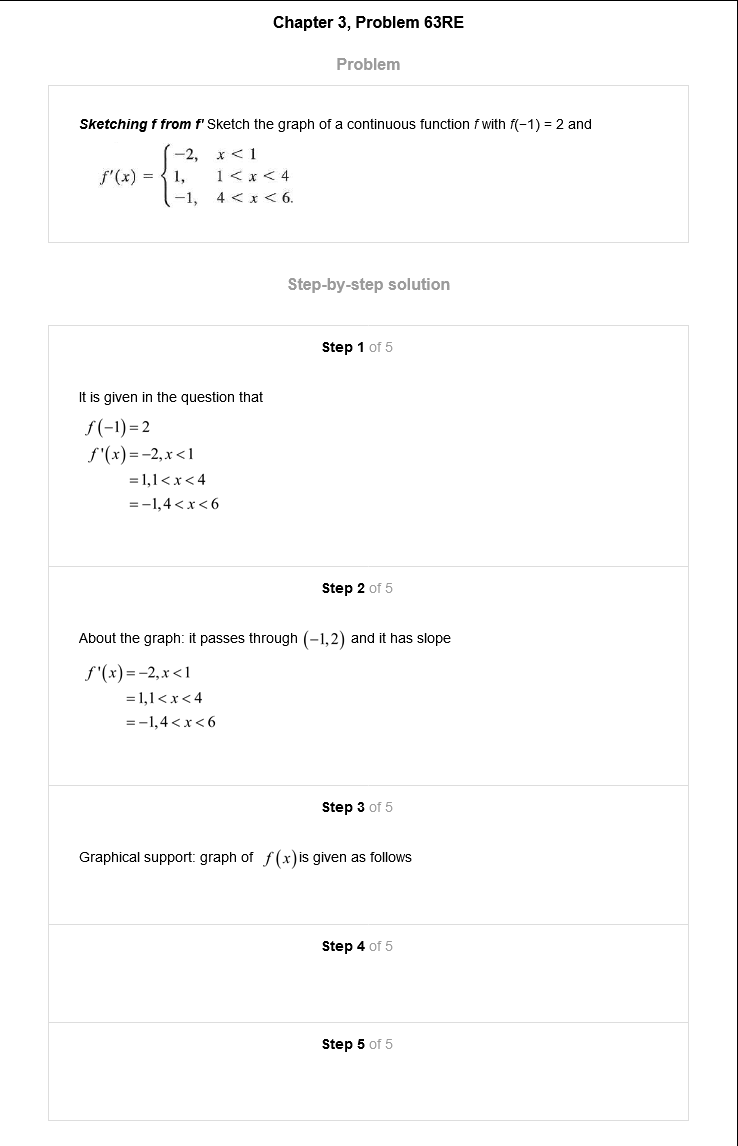 Chapter 3, Problem 63RE
Problem
Sketching f from f' Sketch the graph of a continuous function f with f(−1) = 2 and
f'(x) = { −2, x < 1
1, 1 < x < 4
−1, 4 < x < 6.
Step-by-step solution
Step 1 of 5
It is given in the question that
f(−1)=2
f'(x)=−2,x<1
=1,1<x<4
=−1,4<x<6
Step 2 of 5
About the graph: it passes through (−1,2) and it has slope
f'(x)=−2,x<1
=1,1<x<4
=−1,4<x<6
Step 3 of 5
Graphical support: graph of f(x) is given as follows
Step 4 of 5
Step 5 of 5